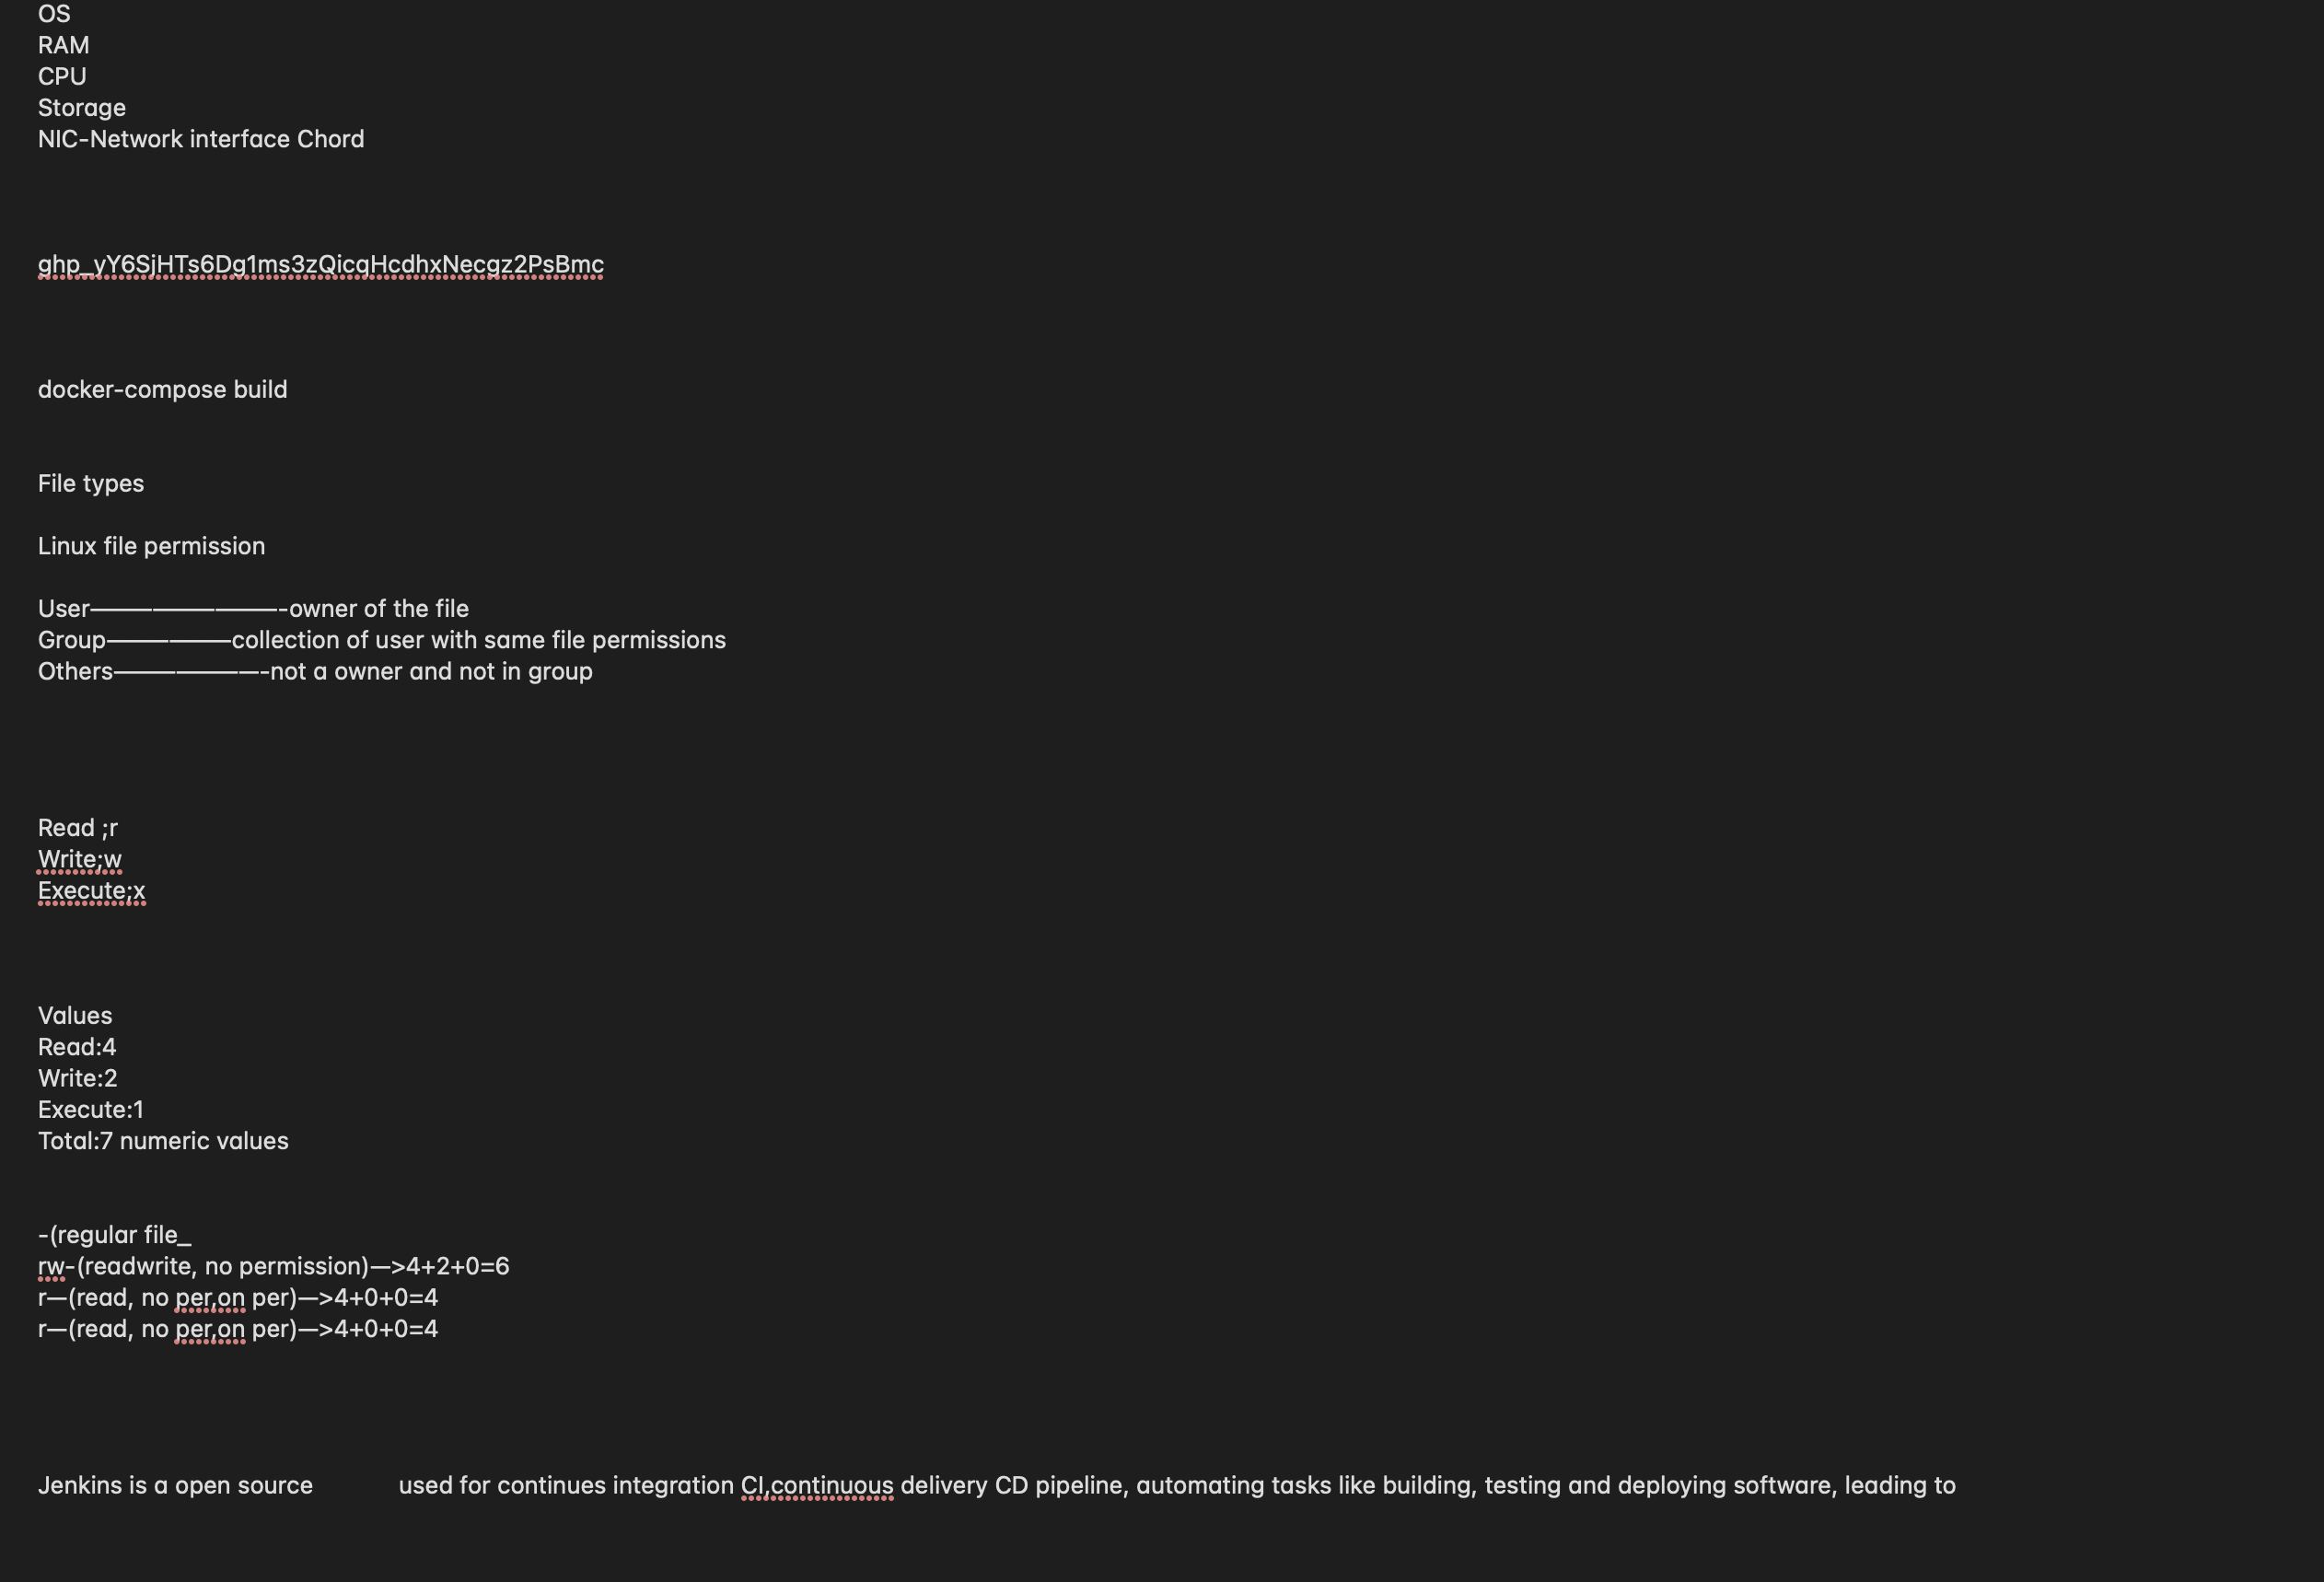 OS
RAM
CPU
Storage
NIC-Network interface Chord
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
docker-compose build
File types
Linux file permission
User—————————-owner of the file
Group——————collection of user with same file permissions
Others———————-not a owner and not in group
Read ;r
Write;w
Execute;x
Values
Read:4
Write:2
Execute:1
Total:7 numeric values
-(regular file_
rw-(readwrite, no permission)—>4+2+0=6
r—(read, no per,on per)—>4+0+0=4
r—(read, no per,on per)—>4+0+0=4
Jenkins is a open source used for continues integration CI,continuous delivery CD pipeline, automating tasks like building, testing and deploying software, leading to